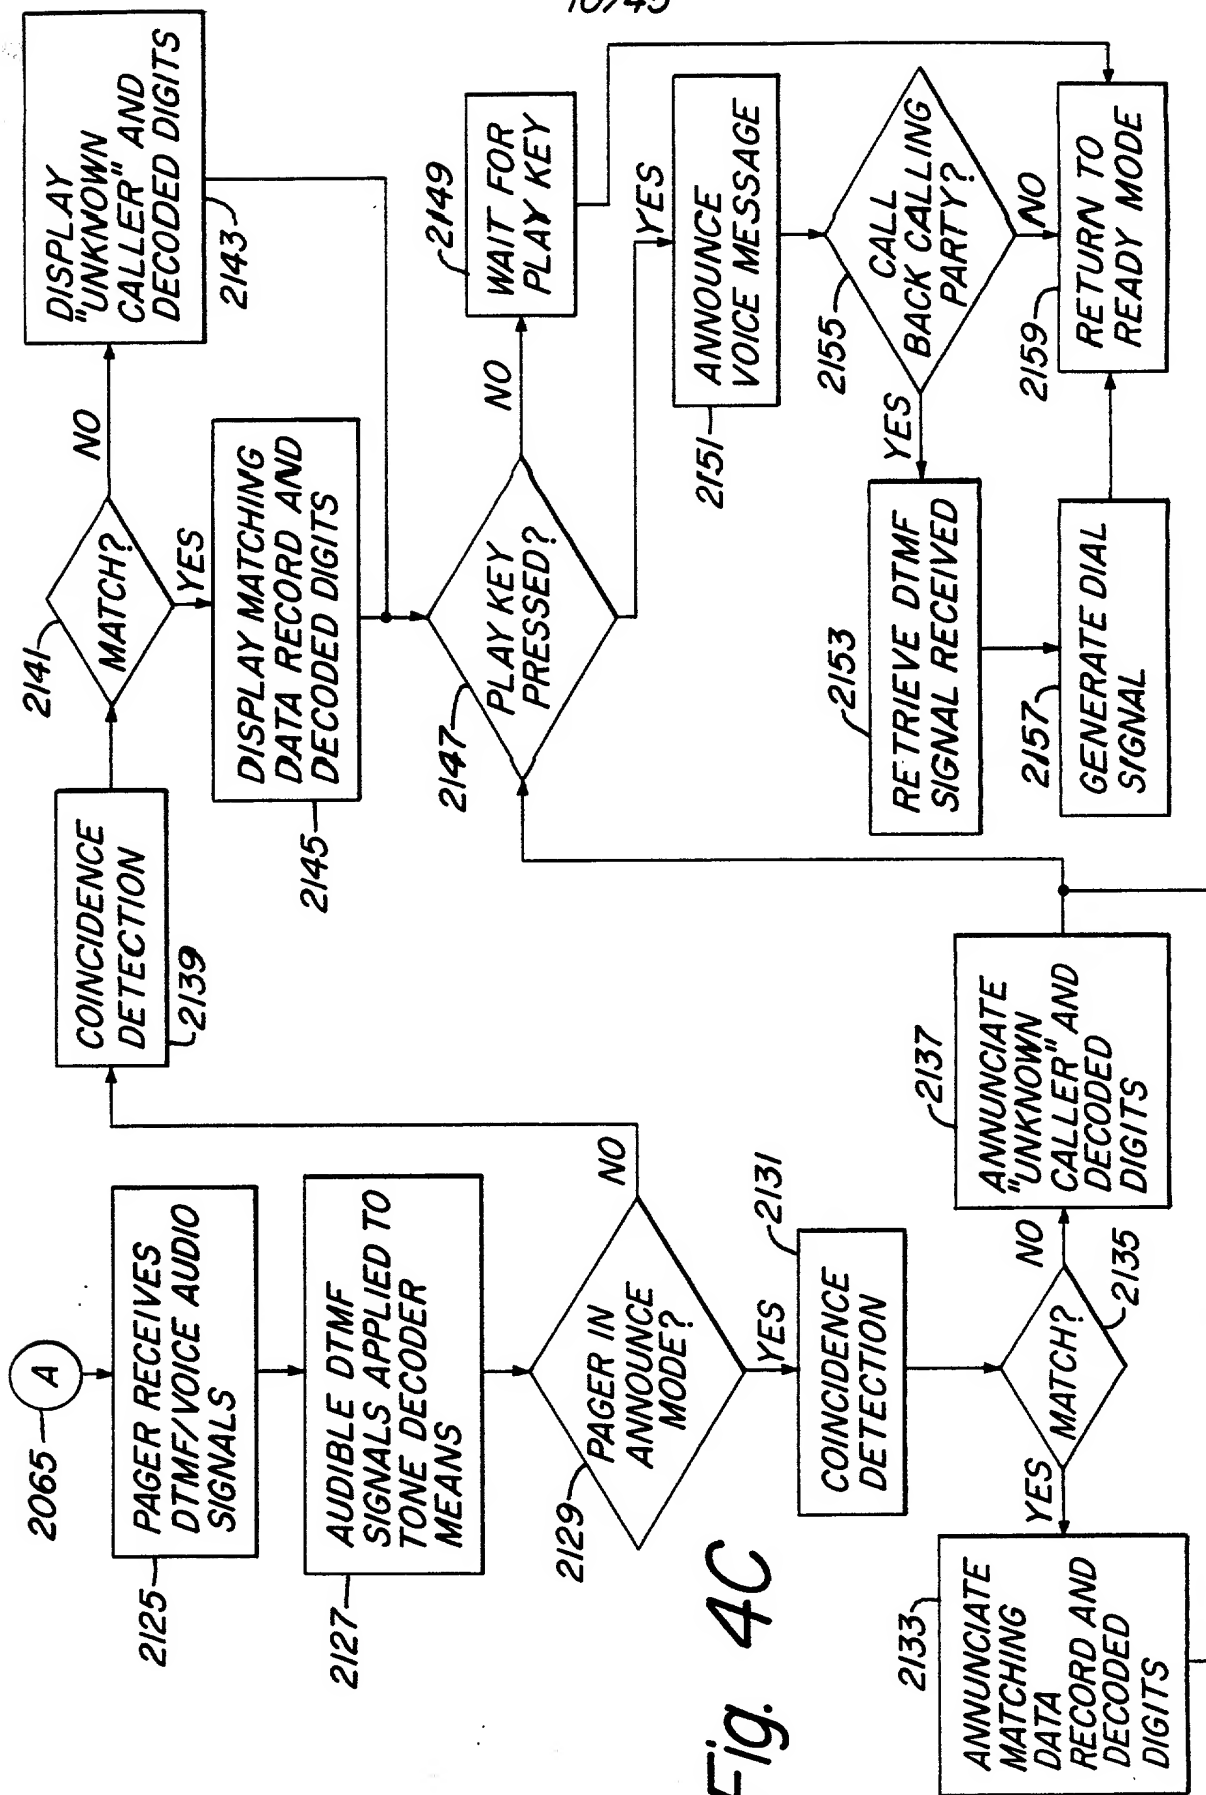 10/45
2065
A
PAGER RECEIVES
DTMF/VOICE AUDIO
SIGNALS
2125
AUDIBLE DTMF
SIGNALS APPLIED TO
TONE DECODER
MEANS
2127
PAGER IN
ANNOUNCE
MODE?
2129
NO
YES
COINCIDENCE
DETECTION
2131
MATCH?
2135
YES
NO
ANNUNCIATE
MATCHING
DATA
RECORD AND
DECODED
DIGITS
2133
ANNUNCIATE
"UNKNOWN
CALLER" AND
DECODED
DIGITS
2137
COINCIDENCE
DETECTION
2139
MATCH?
2141
NO
YES
DISPLAY
"UNKNOWN
CALLER" AND
DECODED DIGITS
2143
DISPLAY MATCHING
DATA RECORD AND
DECODED DIGITS
2145
PLAY KEY
PRESSED?
2147
NO
YES
WAIT FOR
PLAY KEY
2149
ANNOUNCE
VOICE MESSAGE
2151
CALL
BACK CALLING
PARTY?
2155
YES
NO
RETRIEVE DTMF
SIGNAL RECEIVED
2153
GENERATE DIAL
SIGNAL
2157
RETURN TO
READY MODE
2159
Fig. 4C